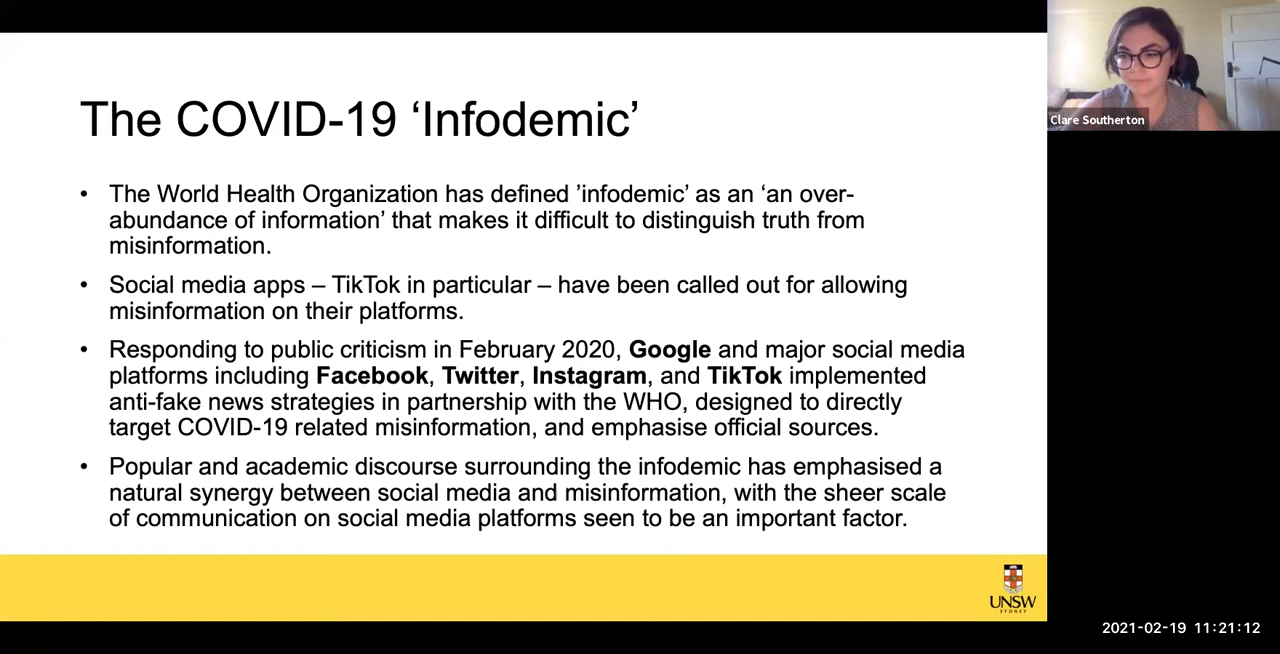 The COVID-19 ‘Infodemic’
• The World Health Organization has defined ’infodemic’ as an ‘an over-
abundance of information’ that makes it difficult to distinguish truth from
misinformation.
• Social media apps – TikTok in particular – have been called out for allowing
misinformation on their platforms.
• Responding to public criticism in February 2020, Google and major social media
platforms including Facebook, Twitter, Instagram, and TikTok implemented
anti-fake news strategies in partnership with the WHO, designed to directly
target COVID-19 related misinformation, and emphasise official sources.
• Popular and academic discourse surrounding the infodemic has emphasised a
natural synergy between social media and misinformation, with the sheer scale
of communication on social media platforms seen to be an important factor.
UNSW
SYDNEY
Clare Southerton
2021-02-19 11:21:12